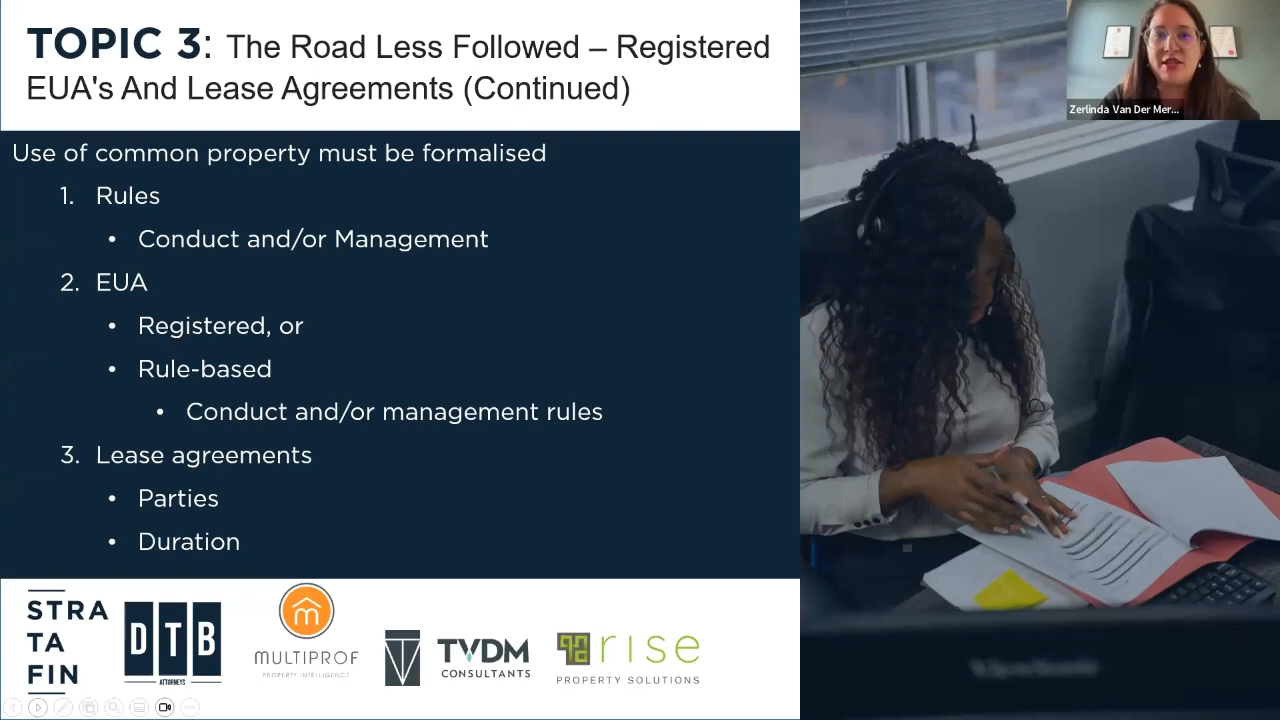 TOPIC 3: The Road Less Followed – Registered
EUA's And Lease Agreements (Continued)
Zerlinda Van Der Mer...
Use of common property must be formalised
1. Rules
• Conduct and/or Management
2. EUA
• Registered, or
• Rule-based
• Conduct and/or management rules
3. Lease agreements
• Parties
• Duration
STRA
TA
FIN
DTB
ATTORNEYS
MULTIPROF
PROPERTY INTELLIGENCE
TVDM
CONSULTANTS
rise
PROPERTY SOLUTIONS